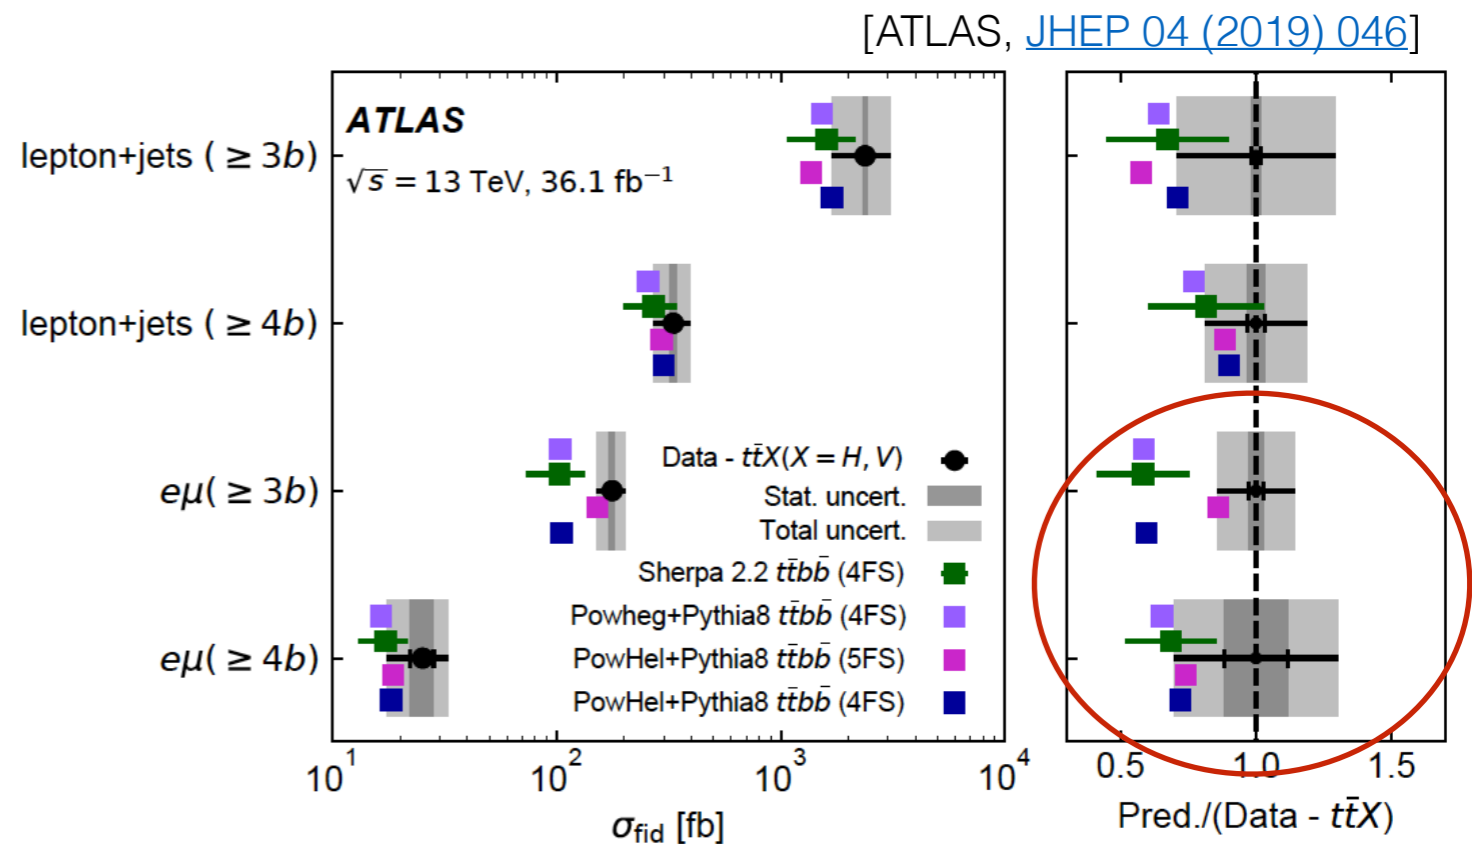 [ATLAS, JHEP 04 (2019) 046]
ATLAS
√s = 13 TeV, 36.1 fb⁻¹
lepton+jets ( ≥ 3b)
lepton+jets ( ≥ 4b)
eμ( ≥ 3b)
eμ( ≥ 4b)
Data - tt̄X(X = H, V)
Stat. uncert.
Total uncert.
Sherpa 2.2 tt̄bb̄ (4FS)
Powheg+Pythia8 tt̄bb̄ (4FS)
PowHel+Pythia8 tt̄bb̄ (5FS)
PowHel+Pythia8 tt̄bb̄ (4FS)
10¹ 10² 10³ 10⁴
σfid [fb]
0.5 1.0 1.5
Pred./(Data - tt̄X)